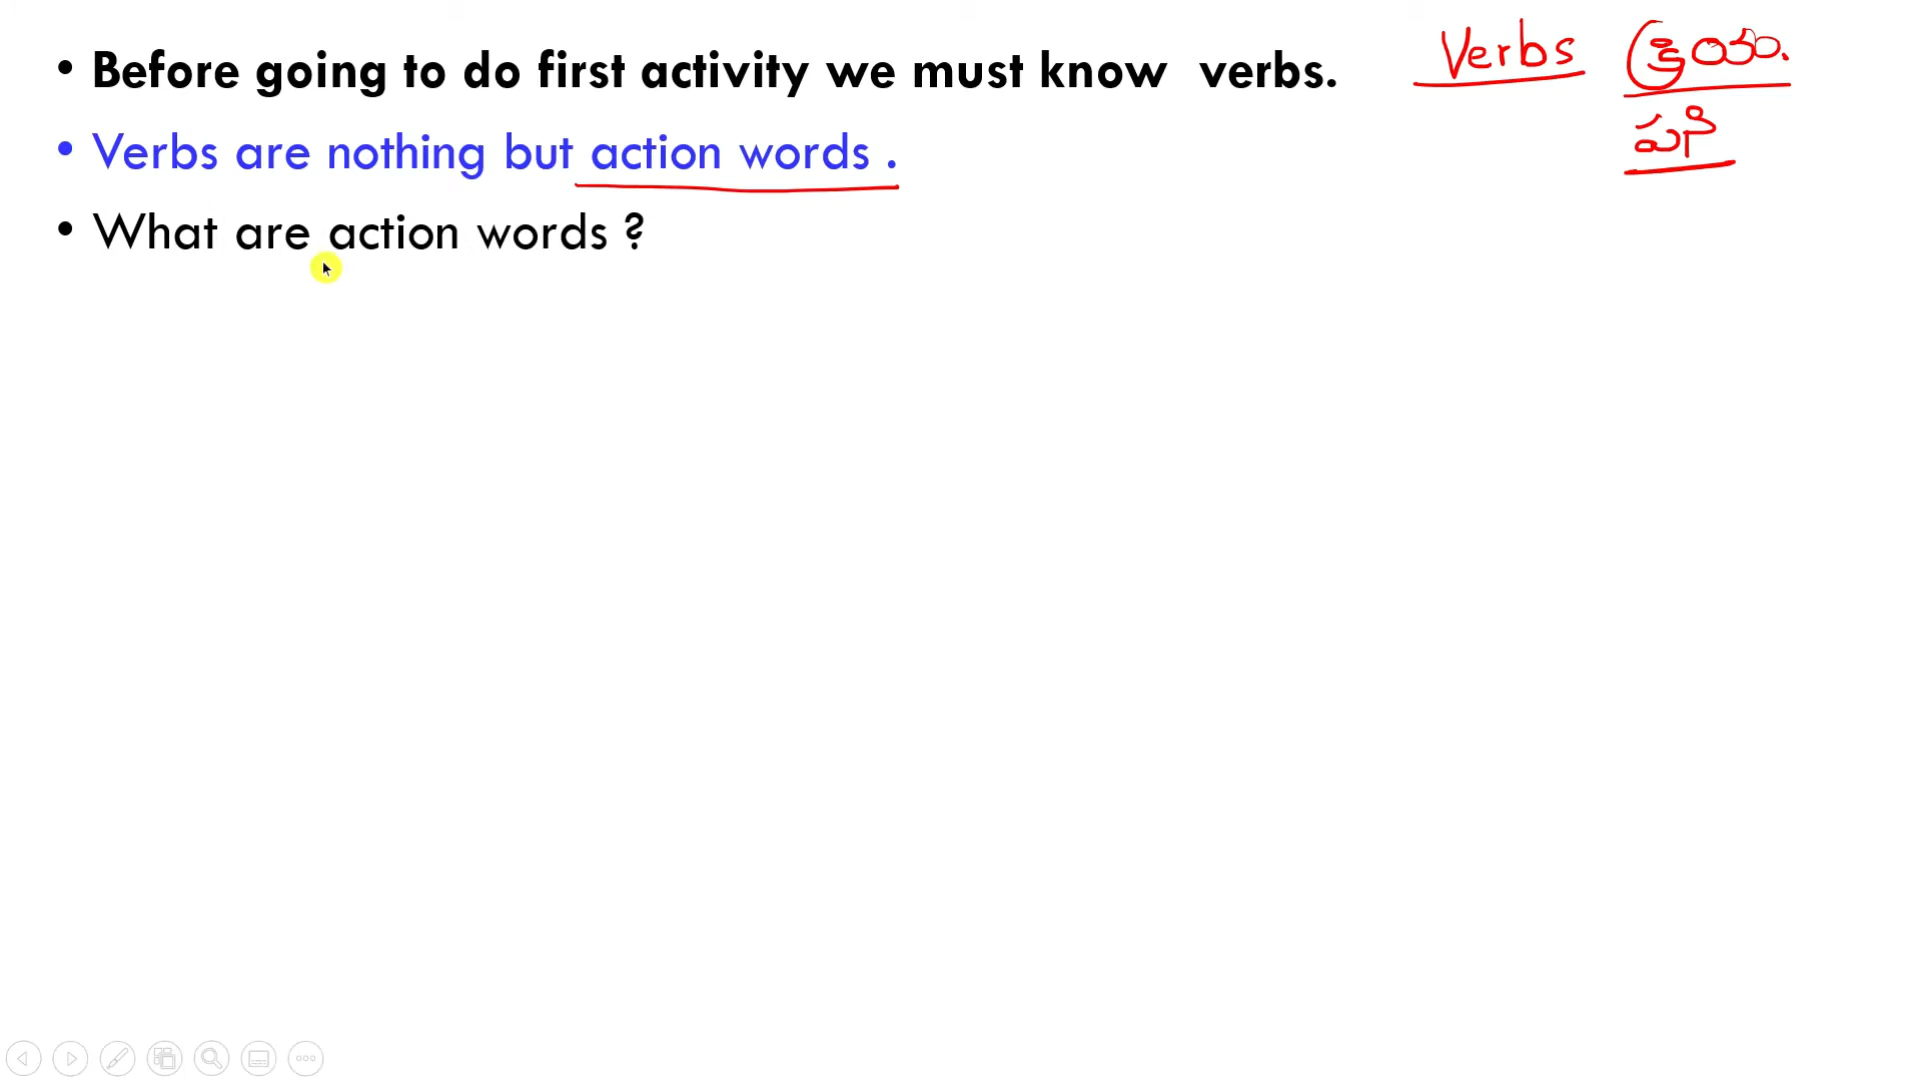 • Before going to do first activity we must know verbs.
Verbs క్రియ.
పని
• Verbs are nothing but action words .
• What are action words ?